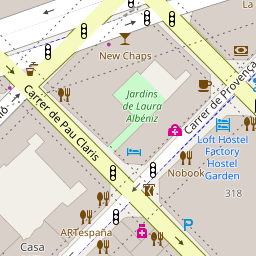 La
New Chaps
Jardins
de Laura
Albéniz
Carrer de Provença
Carrer de Pau Claris
Loft Hostel
Factory
Hostel
Garden
Nobook
318
ARTespaña
Casa